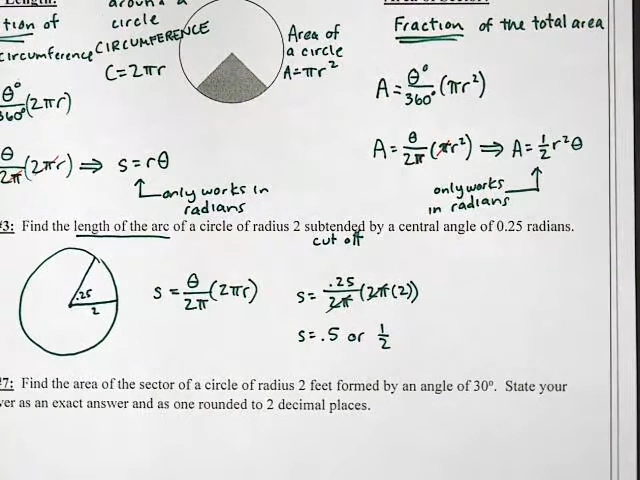 Length:
around a
circle
CIRCUMFERENCE
C=2πr
tion of
circumference
θ°/360° (2πr)
θ/2π (2πr) ⇒ s=rθ
only works in
radians
Area of
a circle
A=πr²
Area of Sector:
Fraction of the total area
A=θ°/360° (πr²)
A=θ/2π (πr²) ⇒ A=½r²θ
only works
in radians
#3: Find the length of the arc of a circle of radius 2 subtended by a central angle of 0.25 radians.
cut off
.25
2
s=θ/2π (2πr)
s=.25/2π (2π(2))
s=.5 or ½
#7: Find the area of the sector of a circle of radius 2 feet formed by an angle of 30°. State your
ver as an exact answer and as one rounded to 2 decimal places.